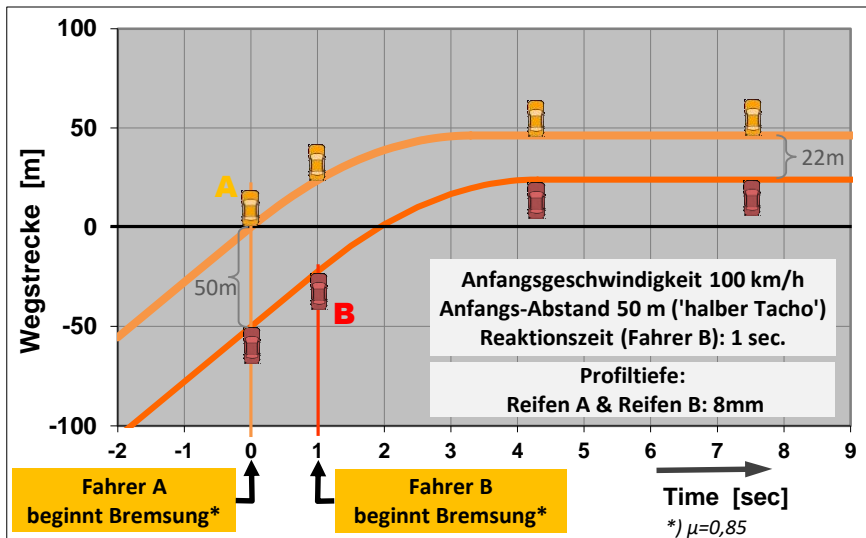 Wegstrecke [m]
100
50
0
-50
-100
A
B
50m
22m
Anfangsgeschwindigkeit 100 km/h
Anfangs-Abstand 50 m ('halber Tacho')
Reaktionszeit (Fahrer B): 1 sec.
Profiltiefe:
Reifen A & Reifen B: 8mm
-2 -1 0 1 2 3 4 5 6 7 8 9
Fahrer A
beginnt Bremsung*
Fahrer B
beginnt Bremsung*
Time [sec]
*) µ=0,85